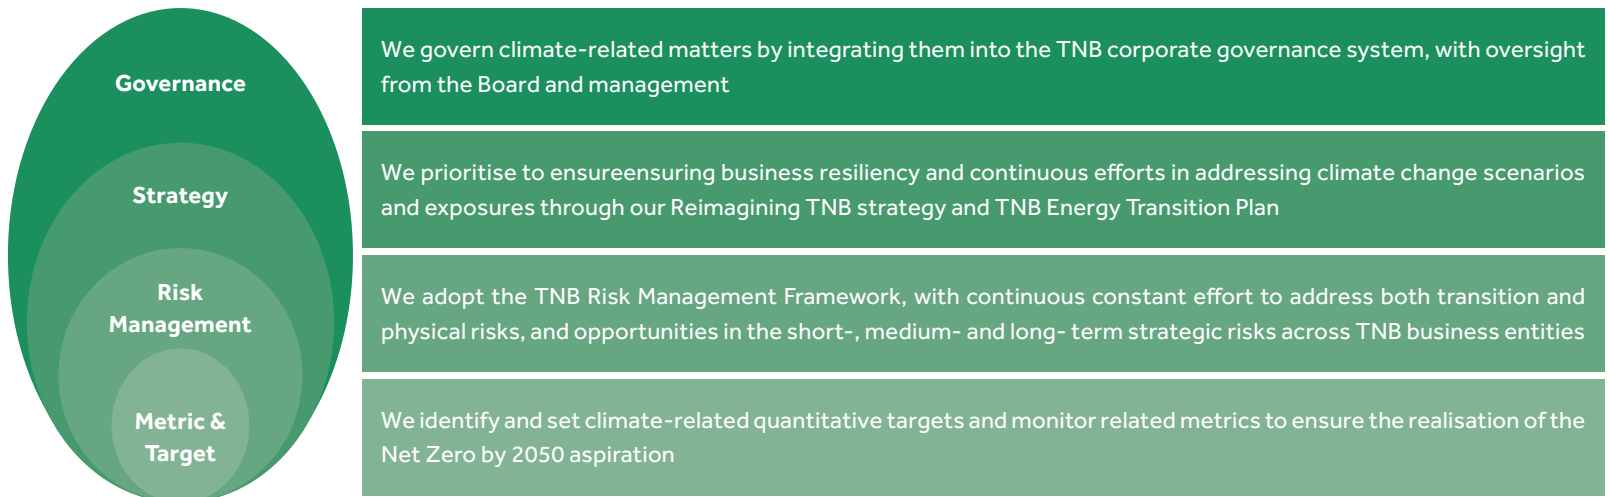 Governance
We govern climate-related matters by integrating them into the TNB corporate governance system, with oversight
from the Board and management
Strategy
We prioritise to ensureensuring business resiliency and continuous efforts in addressing climate change scenarios
and exposures through our Reimagining TNB strategy and TNB Energy Transition Plan
Risk
Management
We adopt the TNB Risk Management Framework, with continuous constant effort to address both transition and
physical risks, and opportunities in the short-, medium- and long- term strategic risks across TNB business entities
Metric &
Target
We identify and set climate-related quantitative targets and monitor related metrics to ensure the realisation of the
Net Zero by 2050 aspiration